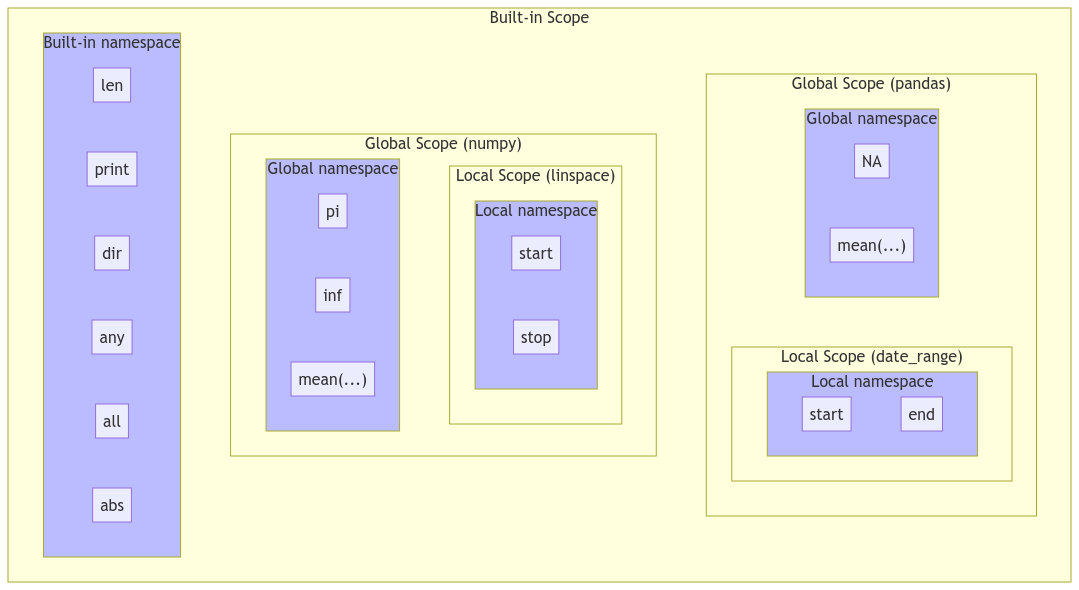 Built-in Scope
Built-in namespace
len
print
dir
any
all
abs
Global Scope (numpy)
Global namespace
pi
inf
mean(...)
Local Scope (linspace)
Local namespace
start
stop
Global Scope (pandas)
Global namespace
NA
mean(...)
Local Scope (date_range)
Local namespace
start end